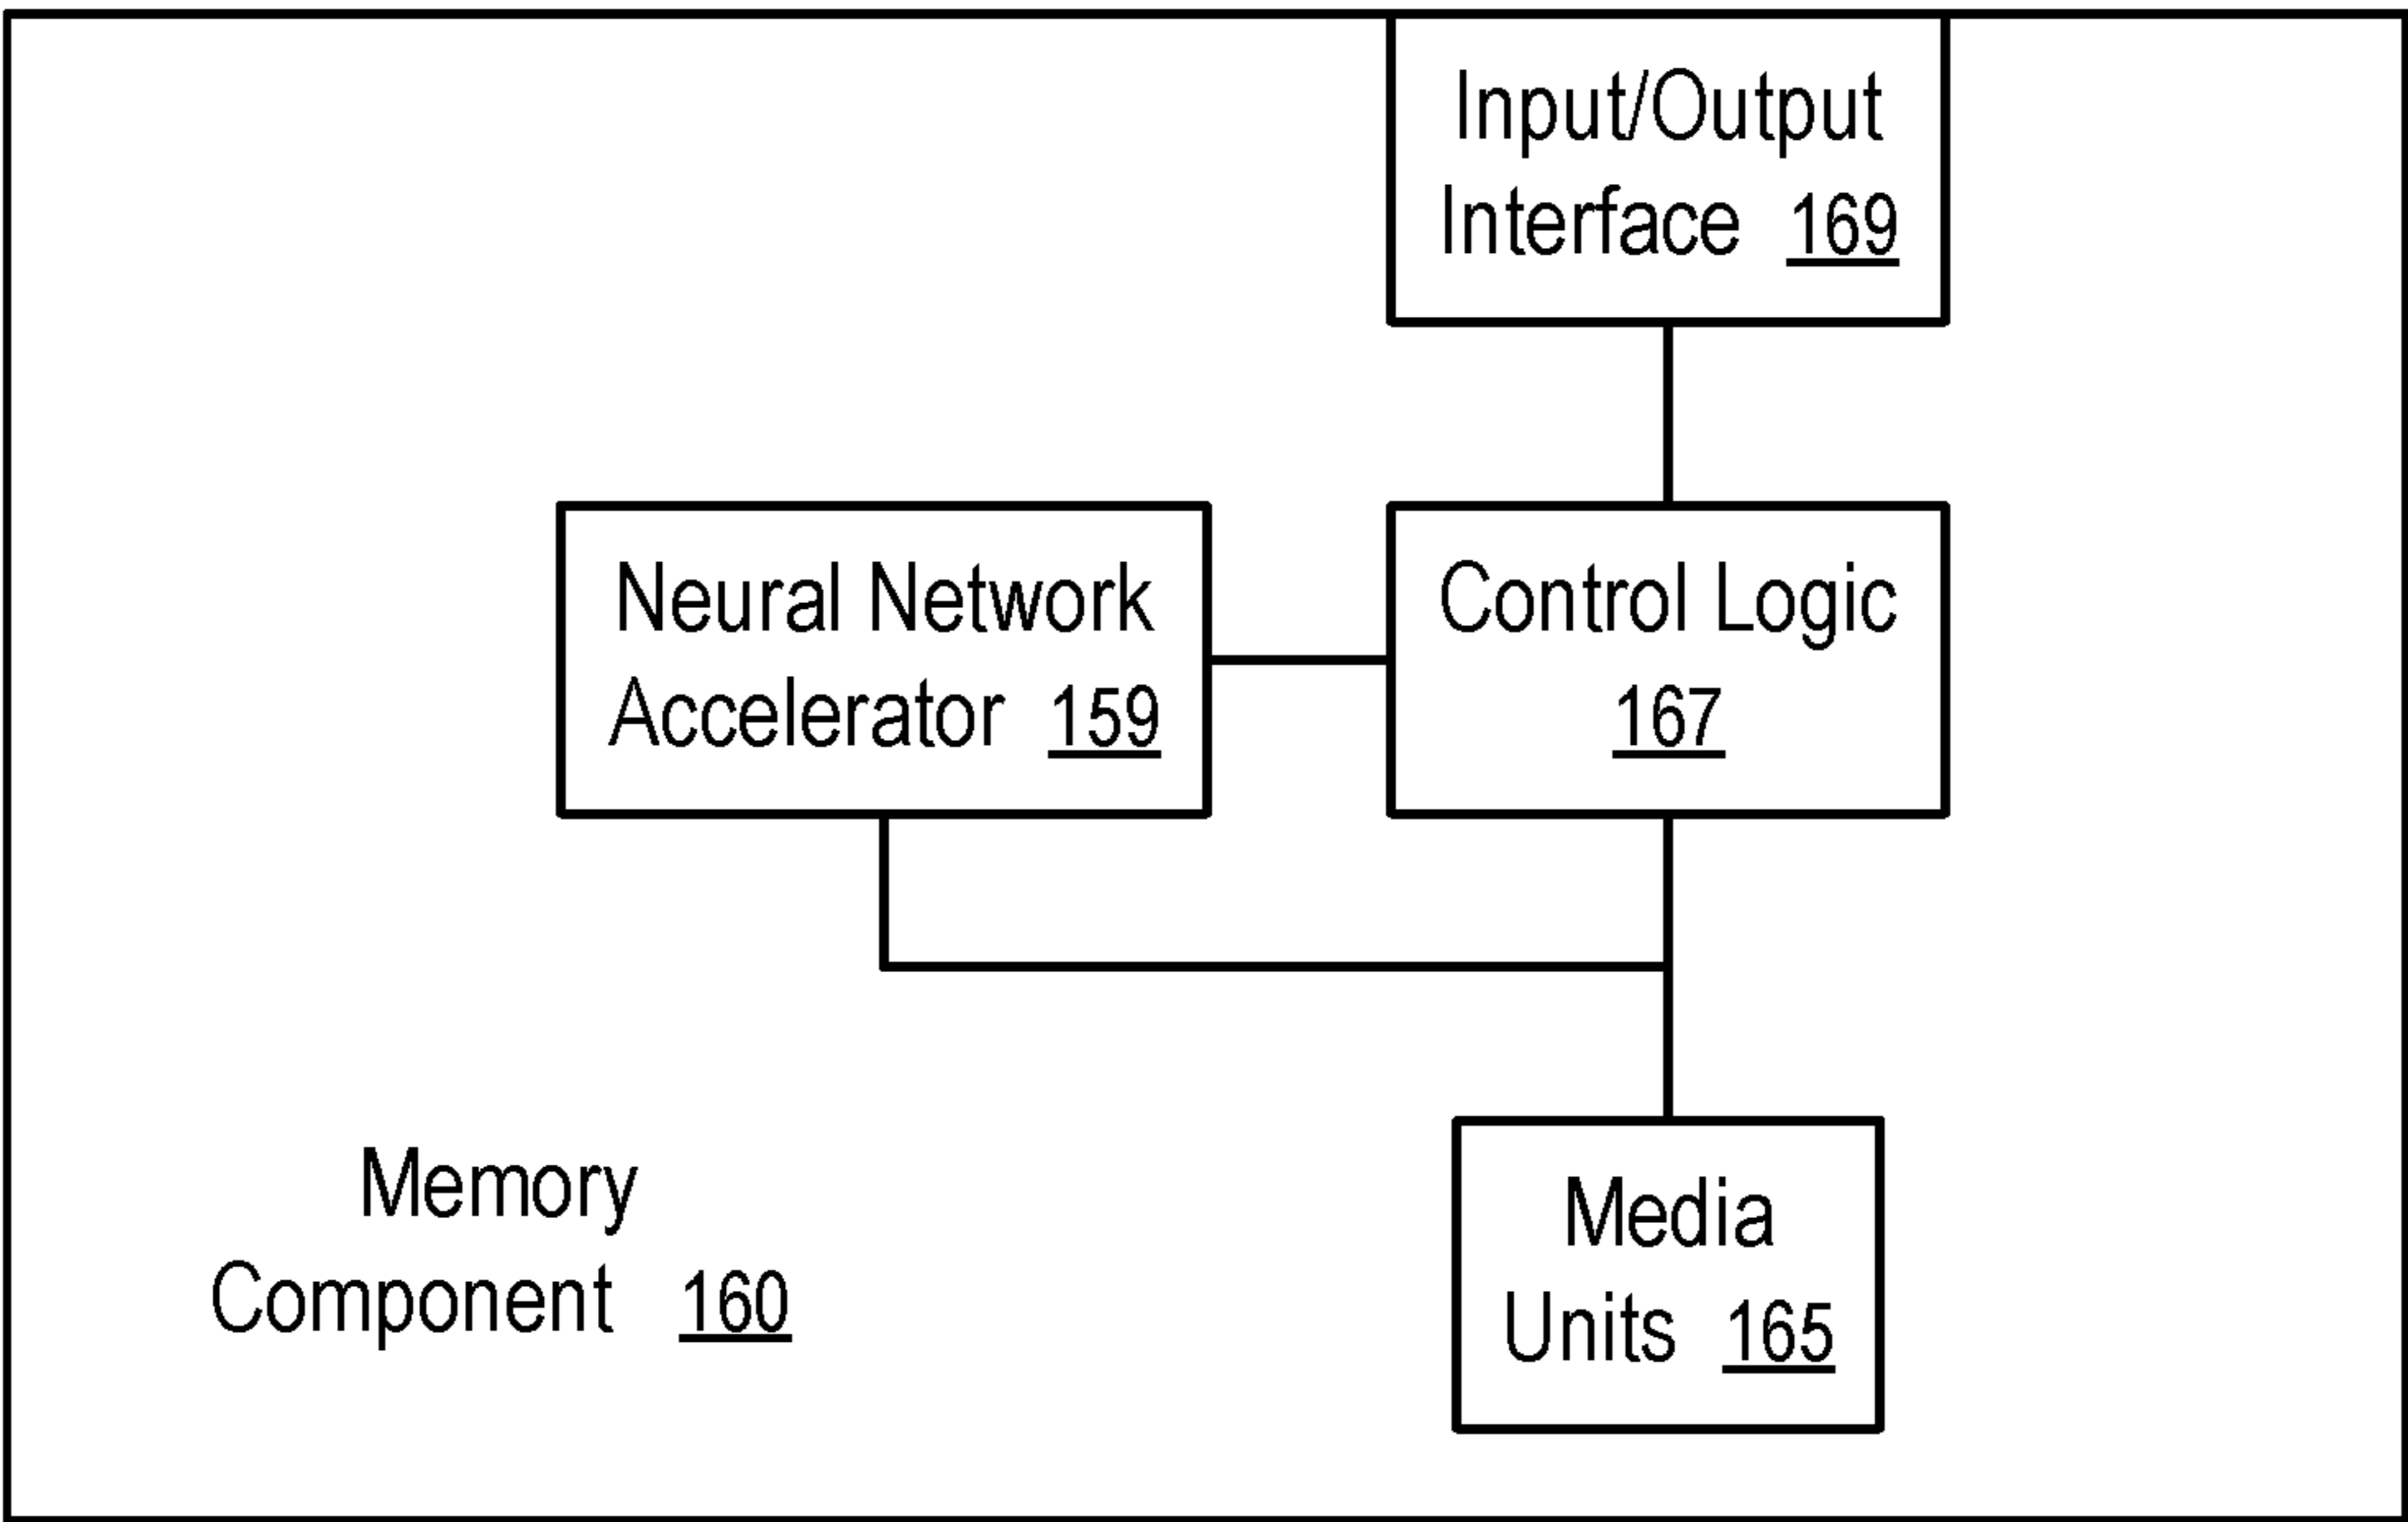 Input/Output
Interface 169
Neural Network
Accelerator 159
Control Logic
167
Memory
Component 160
Media
Units 165